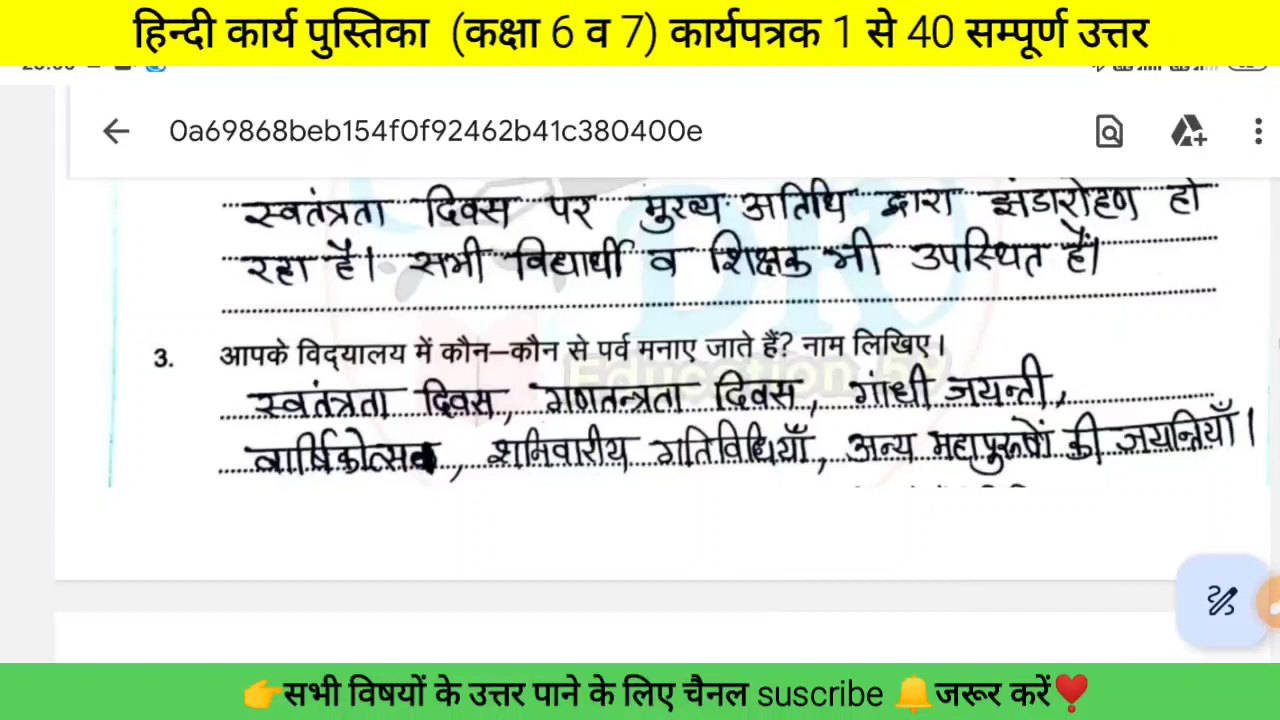 हिन्दी कार्य पुस्तिका (कक्षा 6 व 7) कार्यपत्रक 1 से 40 सम्पूर्ण उत्तर
0a69868beb154f0f92462b41c380400e
स्वतंत्रता दिवस पर मुख्य अतिथि द्वारा झंडारोहण हो
रहा है। सभी विद्यार्थी व शिक्षक भी उपस्थित हैं।
3. आपके विद्यालय में कौन–कौन से पर्व मनाए जाते हैं? नाम लिखिए।
स्वतंत्रता दिवस, गणतन्त्रता दिवस, गांधी जयन्ती,
वार्षिकोत्सव, शनिवारीय गतिविधियाँ, अन्य महापुरूषों की जयन्तियाँ।
👉सभी विषयों के उत्तर पाने के लिए चैनल suscribe 🔔जरूर करें❣️